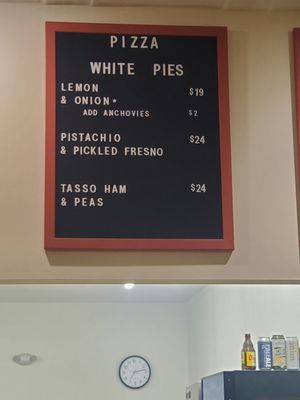 PIZZA
WHITE PIES
LEMON $19
& ONION*
ADD ANCHOVIES $2
PISTACHIO $24
& PICKLED FRESNO
TASSO HAM $24
& PEAS